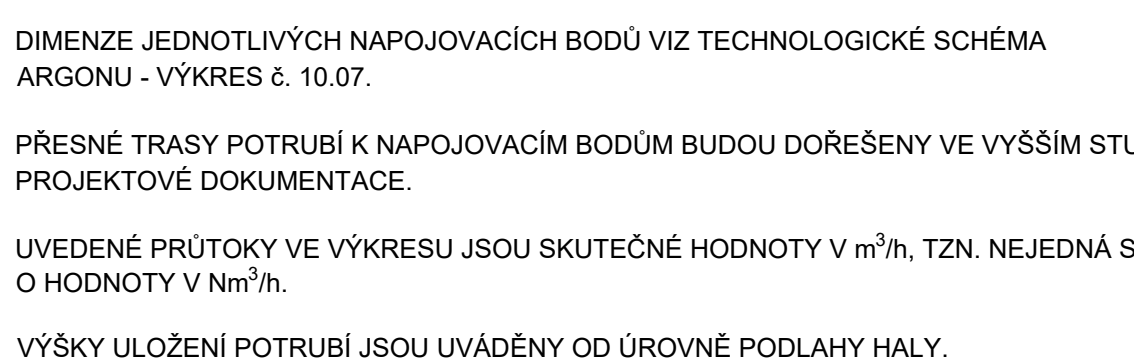 DIMENZE JEDNOTLIVÝCH NAPOJOVACÍCH BODŮ VIZ TECHNOLOGICKÉ SCHÉMA
ARGONU - VÝKRES č. 10.07.
PŘESNÉ TRASY POTRUBÍ K NAPOJOVACÍM BODŮM BUDOU DOŘEŠENY VE VYŠŠÍM STU
PROJEKTOVÉ DOKUMENTACE.
UVEDENÉ PRŮTOKY VE VÝKRESU JSOU SKUTEČNÉ HODNOTY V m³/h, TZN. NEJEDNÁ S
O HODNOTY V Nm³/h.
VÝŠKY ULOŽENÍ POTRUBÍ JSOU UVÁDĚNY OD ÚROVNĚ PODLAHY HALY.